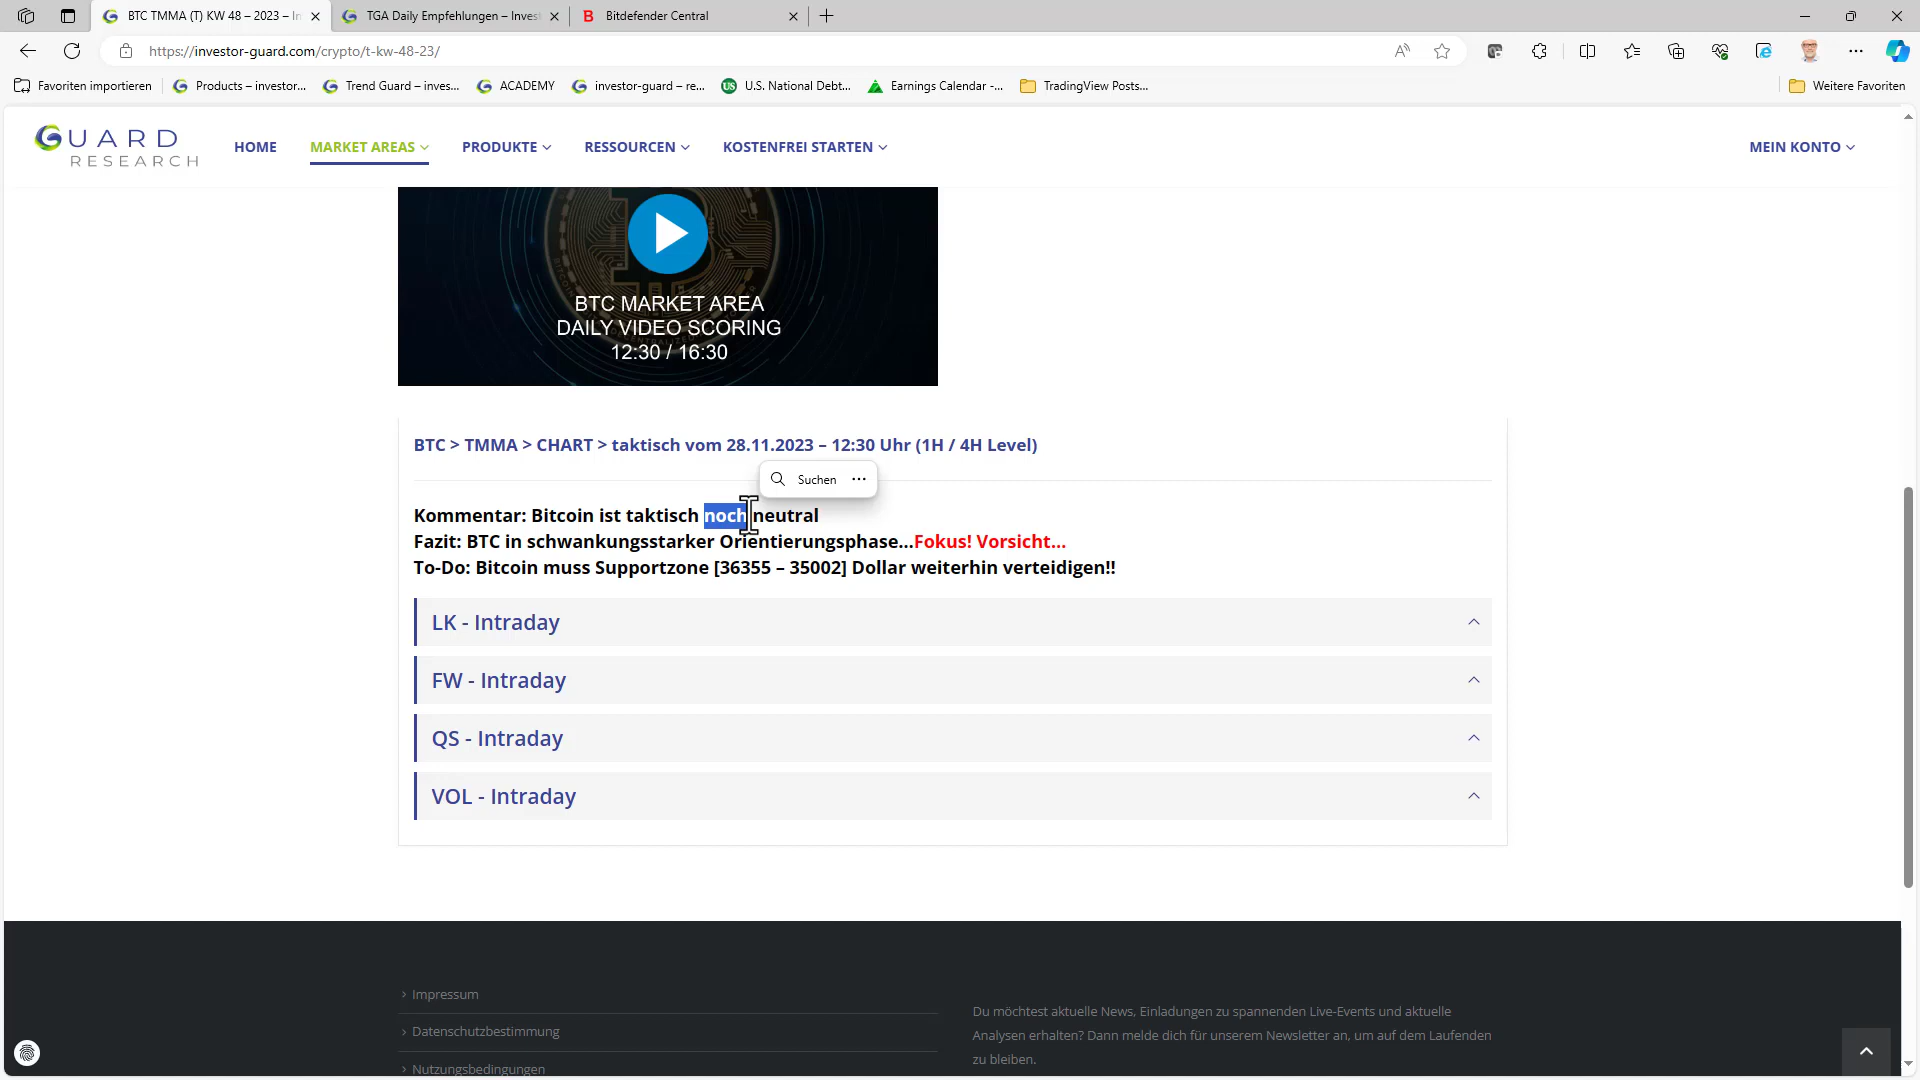 BTC TMMA (T) KW 48 – 2023 – In
TGA Daily Empfehlungen – Invest
Bitdefender Central
https://investor-guard.com/crypto/t-kw-48-23/
Favoriten importieren
Products – investor...
Trend Guard – inves...
ACADEMY
investor-guard – re...
U.S. National Debt...
Earnings Calendar -...
TradingView Posts...
Weitere Favoriten
GUARD
RESEARCH
HOME
MARKET AREAS
PRODUKTE
RESSOURCEN
KOSTENFREI STARTEN
MEIN KONTO
BTC MARKET AREA
DAILY VIDEO SCORING
12:30 / 16:30
BTC > TMMA > CHART > taktisch vom 28.11.2023 – 12:30 Uhr (1H / 4H Level)
Suchen
Kommentar: Bitcoin ist taktisch noch neutral
Fazit: BTC in schwankungsstarker Orientierungsphase...Fokus! Vorsicht...
To-Do: Bitcoin muss Supportzone [36355 – 35002] Dollar weiterhin verteidigen!!
LK - Intraday
FW - Intraday
QS - Intraday
VOL - Intraday
Impressum
Datenschutzbestimmung
Nutzungsbedingungen
Du möchtest aktuelle News, Einladungen zu spannenden Live-Events und aktuelle
Analysen erhalten? Dann melde dich für unserem Newsletter an, um auf dem Laufenden
zu bleiben.